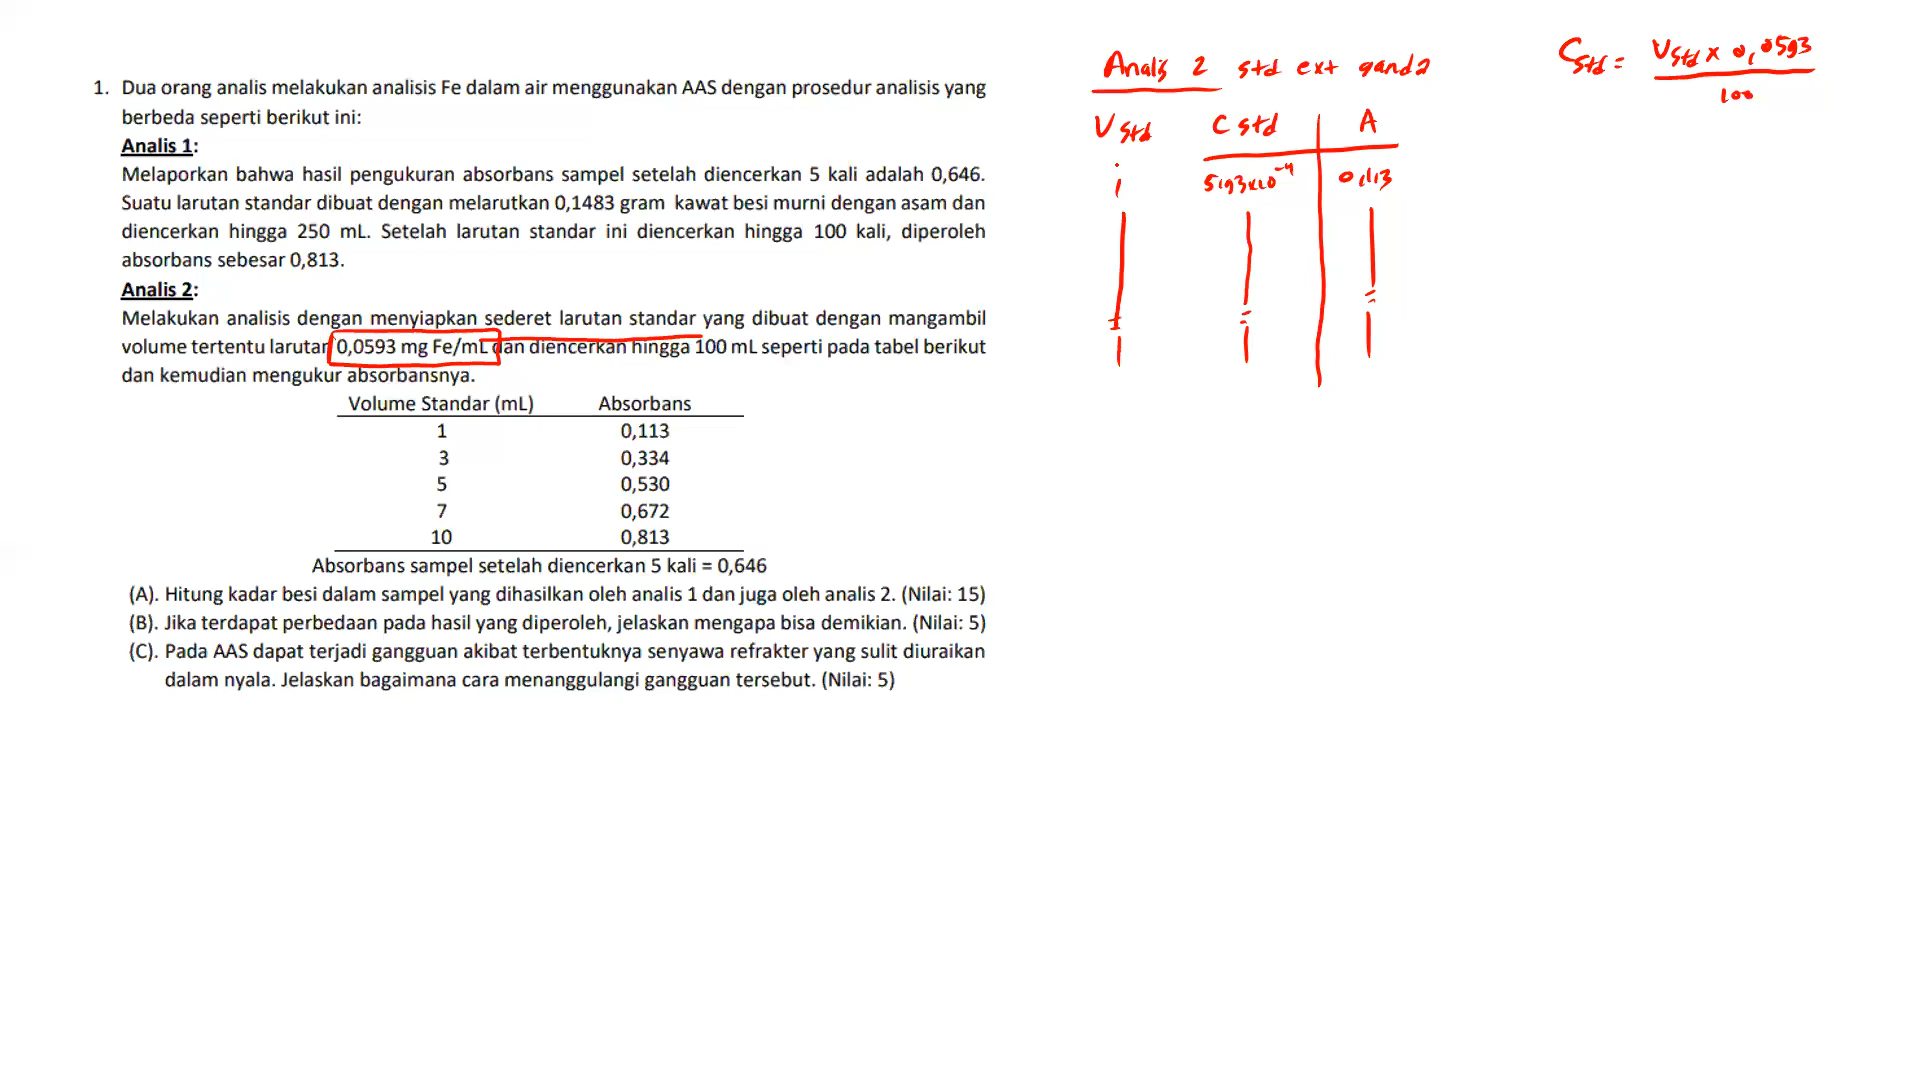 1. Dua orang analis melakukan analisis Fe dalam air menggunakan AAS dengan prosedur analisis yang
berbeda seperti berikut ini:
Analis 1:
Melaporkan bahwa hasil pengukuran absorbans sampel setelah diencerkan 5 kali adalah 0,646.
Suatu larutan standar dibuat dengan melarutkan 0,1483 gram kawat besi murni dengan asam dan
diencerkan hingga 250 mL. Setelah larutan standar ini diencerkan hingga 100 kali, diperoleh
absorbans sebesar 0,813.
Analis 2:
Melakukan analisis dengan menyiapkan sederet larutan standar yang dibuat dengan mangambil
volume tertentu larutan 0,0593 mg Fe/mL dan diencerkan hingga 100 mL seperti pada tabel berikut
dan kemudian mengukur absorbansnya.
Volume Standar (mL) Absorbans
1 0,113
3 0,334
5 0,530
7 0,672
10 0,813
Absorbans sampel setelah diencerkan 5 kali = 0,646
(A). Hitung kadar besi dalam sampel yang dihasilkan oleh analis 1 dan juga oleh analis 2. (Nilai: 15)
(B). Jika terdapat perbedaan pada hasil yang diperoleh, jelaskan mengapa bisa demikian. (Nilai: 5)
(C). Pada AAS dapat terjadi gangguan akibat terbentuknya senyawa refrakter yang sulit diuraikan
dalam nyala. Jelaskan bagaimana cara menanggulangi gangguan tersebut. (Nilai: 5)
Analis 2 std ext ganda
V std C std A
1 5,93x10⁻⁴ 0,113
C std = V std x 0,0593
100